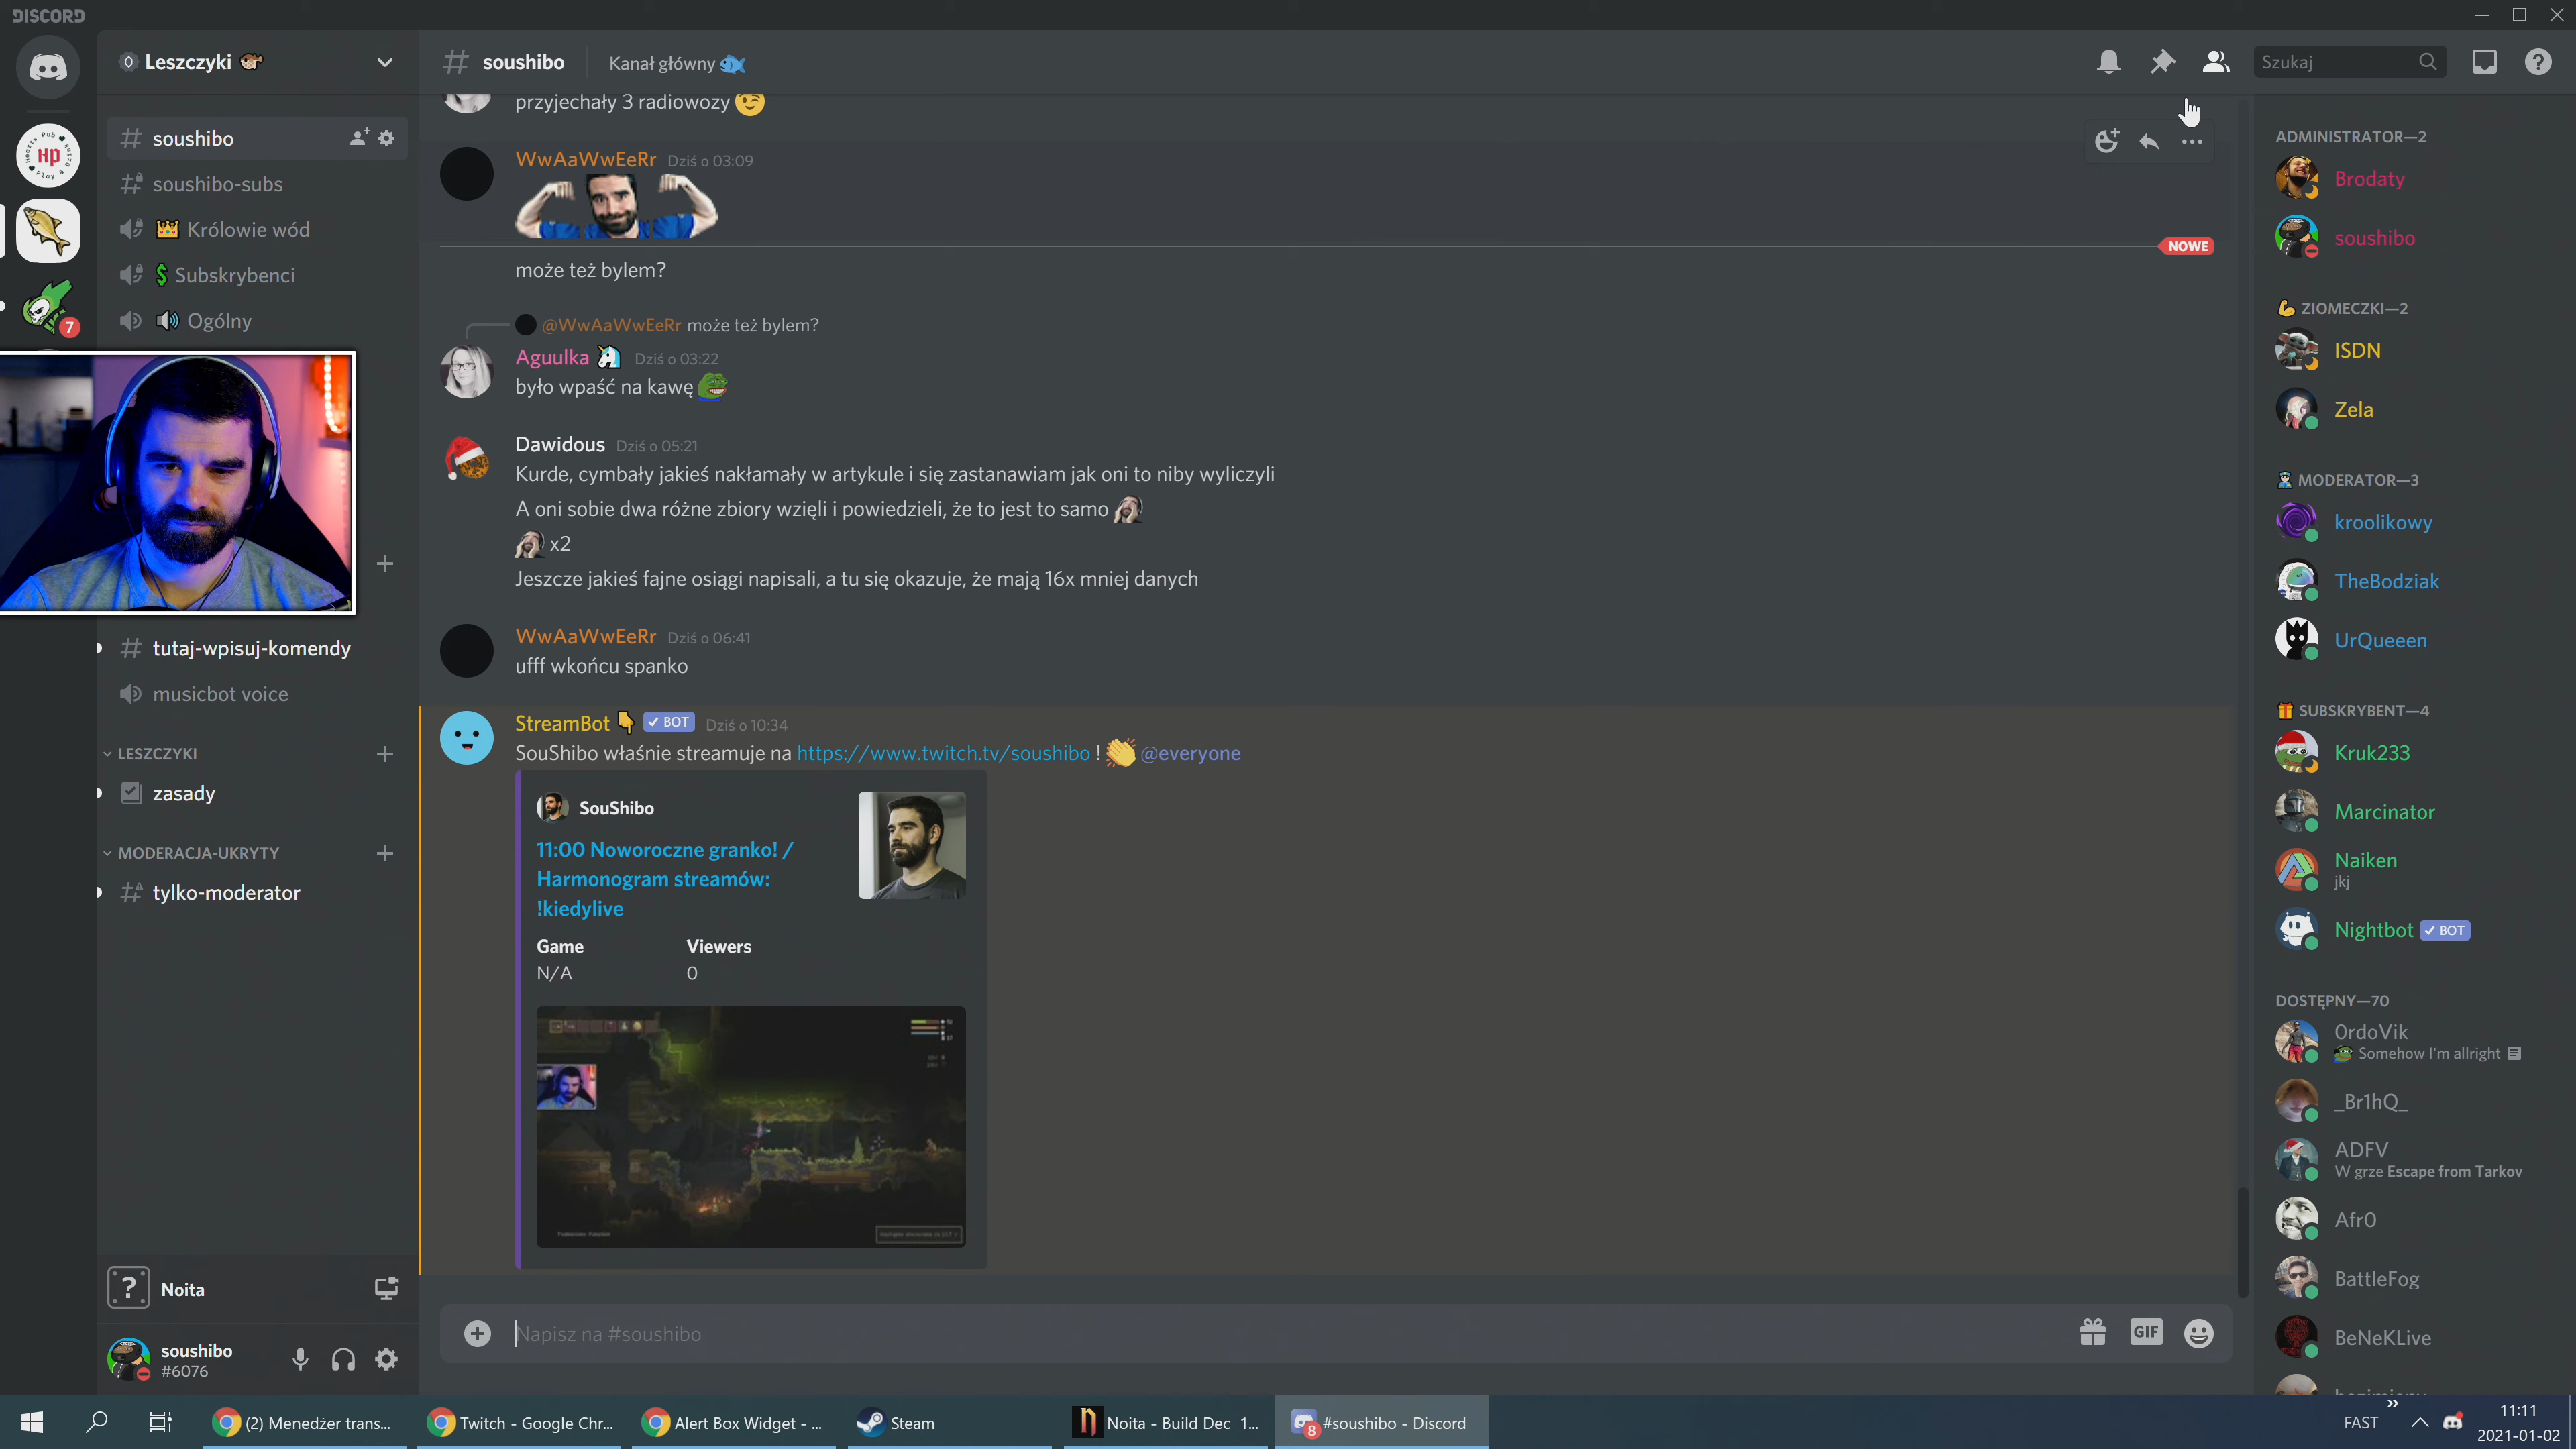 DISCORD
Leszczyki
soushibo
Kanał główny
Szukaj
soushibo
soushibo-subs
Królowie wód
Subskrybenci
Ogólny
tutaj-wpisuj-komendy
musicbot voice
LESZCZYKI
zasady
MODERACJA-UKRYTY
tylko-moderator
Noita
soushibo
#6076
Hp
7
przyjechały 3 radiowozy
WwAaWwEeRr Dziś o 03:09
NOWE
może też bylem?
@WwAaWwEeRr może też bylem?
Aguulka Dziś o 03:22
było wpaść na kawę
Dawidous Dziś o 05:21
Kurde, cymbały jakieś nakłamały w artykule i się zastanawiam jak oni to niby wyliczyli
A oni sobie dwa różne zbiory wzięli i powiedzieli, że to jest to samo
x2
Jeszcze jakieś fajne osiągi napisali, a tu się okazuje, że mają 16x mniej danych
WwAaWwEeRr Dziś o 06:41
ufff wkońcu spanko
StreamBot BOT Dziś o 10:34
SouShibo właśnie streamuje na https://www.twitch.tv/soushibo ! @everyone
SouShibo
11:00 Noworoczne granko! /
Harmonogram streamów:
!kiedylive
Game Viewers
N/A 0
Napisz na #soushibo
GIF
ADMINISTRATOR—2
Brodaty
soushibo
ZIOMECZKI—2
ISDN
Zela
MODERATOR—3
kroolikowy
TheBodziak
UrQueeen
SUBSKRYBENT—4
Kruk233
Marcinator
Naiken
jkj
Nightbot BOT
DOSTĘPNY—70
0rdoVik
Somehow I'm allright
_Br1hQ_
ADFV
W grze Escape from Tarkov
Afr0
BattleFog
BeNeKLive
(2) Menedżer trans...
Twitch - Google Chr...
Alert Box Widget - ...
Steam
Noita - Build Dec 1...
8
#soushibo - Discord
FAST
11:11
2021-01-02